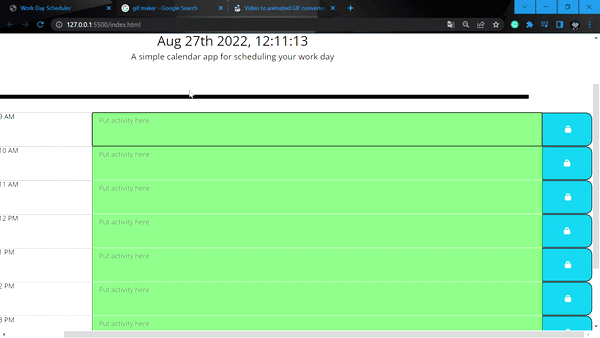 Work Day Scheduler
gif maker - Google Search
Video to animated GIF converter
127.0.0.1:5500/index.html
Aug 27th 2022, 12:11:13
A simple calendar app for scheduling your work day
9 AM
Put activity here
10 AM
Put activity here
11 AM
Put activity here
12 PM
Put activity here
1 PM
Put activity here
2 PM
Put activity here
3 PM
Put activity here